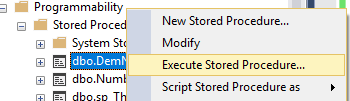 Programmability
Stored Proced
System Sto
dbo.DemN
dbo.Numb
dbo.sp_Th
New Stored Procedure...
Modify
Execute Stored Procedure...
Script Stored Procedure as